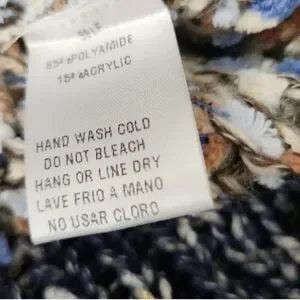 85%POLYAMIDE
15%ACRYLIC
HAND WASH COLD
DO NOT BLEACH
HANG OR LINE DRY
LAVE FRIO A MANO
NO USAR CLORO